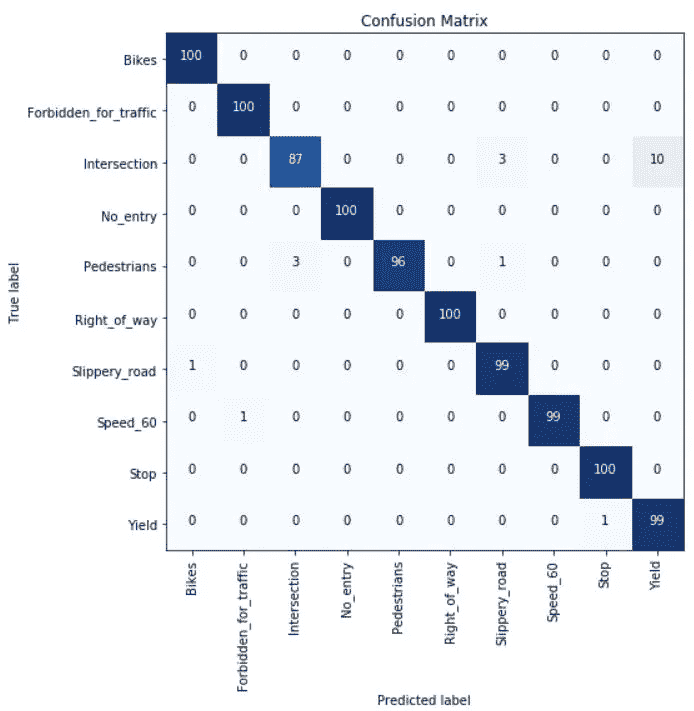 Confusion Matrix
True label
Bikes 100 0 0 0 0 0 0 0 0 0
Forbidden_for_traffic 0 100 0 0 0 0 0 0 0 0
Intersection 0 0 87 0 0 0 3 0 0 10
No_entry 0 0 0 100 0 0 0 0 0 0
Pedestrians 0 0 3 0 96 0 1 0 0 0
Right_of_way 0 0 0 0 0 100 0 0 0 0
Slippery_road 1 0 0 0 0 0 99 0 0 0
Speed_60 0 1 0 0 0 0 0 99 0 0
Stop 0 0 0 0 0 0 0 0 100 0
Yield 0 0 0 0 0 0 0 0 1 99
Bikes
Forbidden_for_traffic
Intersection
No_entry
Pedestrians
Right_of_way
Slippery_road
Speed_60
Stop
Yield
Predicted label